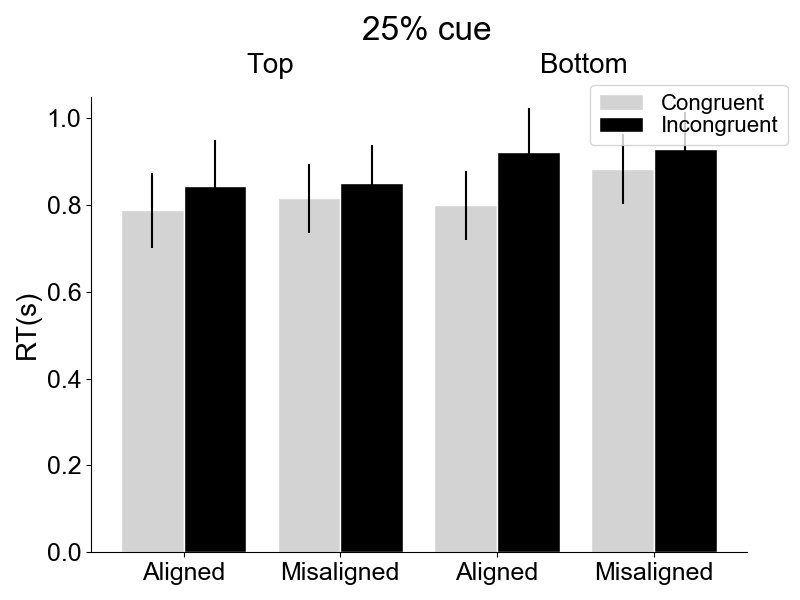 25% cue
Top
Bottom
Congruent
Incongruent
RT(s)
1.0
0.8
0.6
0.4
0.2
0.0
Aligned
Misaligned
Aligned
Misaligned